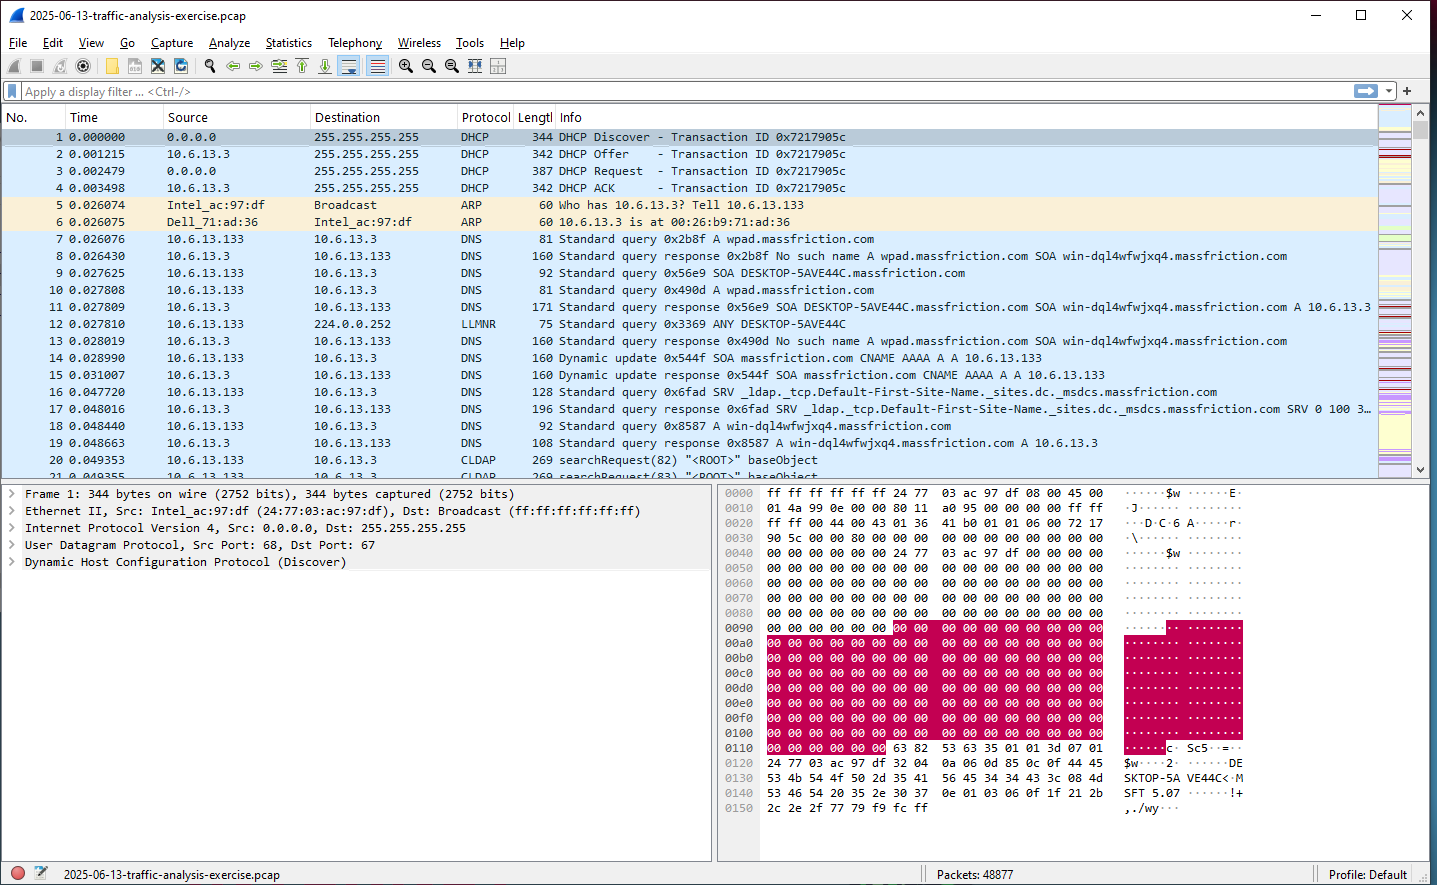 2025-06-13-traffic-analysis-exercise.pcap
File Edit View Go Capture Analyze Statistics Telephony Wireless Tools Help
Apply a display filter ... <Ctrl-/>
No. Time Source Destination Protocol Lengtl Info
1 0.000000 0.0.0.0 255.255.255.255 DHCP 344 DHCP Discover - Transaction ID 0x7217905c
2 0.001215 10.6.13.3 255.255.255.255 DHCP 342 DHCP Offer - Transaction ID 0x7217905c
3 0.002479 0.0.0.0 255.255.255.255 DHCP 387 DHCP Request - Transaction ID 0x7217905c
4 0.003498 10.6.13.3 255.255.255.255 DHCP 342 DHCP ACK - Transaction ID 0x7217905c
5 0.026074 Intel_ac:97:df Broadcast ARP 60 Who has 10.6.13.3? Tell 10.6.13.133
6 0.026075 Dell_71:ad:36 Intel_ac:97:df ARP 60 10.6.13.3 is at 00:26:b9:71:ad:36
7 0.026076 10.6.13.133 10.6.13.3 DNS 81 Standard query 0x2b8f A wpad.massfriction.com
8 0.026430 10.6.13.3 10.6.13.133 DNS 160 Standard query response 0x2b8f No such name A wpad.massfriction.com SOA win-dql4wfwjxq4.massfriction.com
9 0.027625 10.6.13.133 10.6.13.3 DNS 92 Standard query 0x56e9 SOA DESKTOP-5AVE44C.massfriction.com
10 0.027808 10.6.13.133 10.6.13.3 DNS 81 Standard query 0x490d A wpad.massfriction.com
11 0.027809 10.6.13.3 10.6.13.133 DNS 171 Standard query response 0x56e9 SOA DESKTOP-5AVE44C.massfriction.com SOA win-dql4wfwjxq4.massfriction.com A 10.6.13.3
12 0.027810 10.6.13.133 224.0.0.252 LLMNR 75 Standard query 0x3369 ANY DESKTOP-5AVE44C
13 0.028019 10.6.13.3 10.6.13.133 DNS 160 Standard query response 0x490d No such name A wpad.massfriction.com SOA win-dql4wfwjxq4.massfriction.com
14 0.028990 10.6.13.133 10.6.13.3 DNS 160 Dynamic update 0x544f SOA massfriction.com CNAME AAAA A A 10.6.13.133
15 0.031007 10.6.13.3 10.6.13.133 DNS 160 Dynamic update response 0x544f SOA massfriction.com CNAME AAAA A A 10.6.13.133
16 0.047720 10.6.13.133 10.6.13.3 DNS 128 Standard query 0x6fad SRV _ldap._tcp.Default-First-Site-Name._sites.dc._msdcs.massfriction.com
17 0.048016 10.6.13.3 10.6.13.133 DNS 196 Standard query response 0x6fad SRV _ldap._tcp.Default-First-Site-Name._sites.dc._msdcs.massfriction.com SRV 0 100 3…
18 0.048440 10.6.13.133 10.6.13.3 DNS 92 Standard query 0x8587 A win-dql4wfwjxq4.massfriction.com
19 0.048663 10.6.13.3 10.6.13.133 DNS 108 Standard query response 0x8587 A win-dql4wfwjxq4.massfriction.com A 10.6.13.3
20 0.049353 10.6.13.133 10.6.13.3 CLDAP 269 searchRequest(82) "<ROOT>" baseObject
21 0.049355 10.6.13.133 10.6.13.3 CLDAP 269 searchRequest(83) "<ROOT>" baseObject
Frame 1: 344 bytes on wire (2752 bits), 344 bytes captured (2752 bits)
Ethernet II, Src: Intel_ac:97:df (24:77:03:ac:97:df), Dst: Broadcast (ff:ff:ff:ff:ff:ff)
Internet Protocol Version 4, Src: 0.0.0.0, Dst: 255.255.255.255
User Datagram Protocol, Src Port: 68, Dst Port: 67
Dynamic Host Configuration Protocol (Discover)
0000 ff ff ff ff ff ff 24 77 03 ac 97 df 08 00 45 00 ······$w ······E·
0010 01 4a 99 0e 00 00 80 11 a0 95 00 00 00 00 ff ff ·J······ ········
0020 ff ff 00 44 00 43 01 36 41 b0 01 01 06 00 72 17 ···D·C·6 A·····r·
0030 90 5c 00 00 80 00 00 00 00 00 00 00 00 00 00 00 ·\······ ········
0040 00 00 00 00 00 00 24 77 03 ac 97 df 00 00 00 00 ······$w ········
0050 00 00 00 00 00 00 00 00 00 00 00 00 00 00 00 00 ········ ········
0060 00 00 00 00 00 00 00 00 00 00 00 00 00 00 00 00 ········ ········
0070 00 00 00 00 00 00 00 00 00 00 00 00 00 00 00 00 ········ ········
0080 00 00 00 00 00 00 00 00 00 00 00 00 00 00 00 00 ········ ········
0090 00 00 00 00 00 00 00 00 00 00 00 00 00 00 00 00 ········ ········
00a0 00 00 00 00 00 00 00 00 00 00 00 00 00 00 00 00 ········ ········
00b0 00 00 00 00 00 00 00 00 00 00 00 00 00 00 00 00 ········ ········
00c0 00 00 00 00 00 00 00 00 00 00 00 00 00 00 00 00 ········ ········
00d0 00 00 00 00 00 00 00 00 00 00 00 00 00 00 00 00 ········ ········
00e0 00 00 00 00 00 00 00 00 00 00 00 00 00 00 00 00 ········ ········
00f0 00 00 00 00 00 00 00 00 00 00 00 00 00 00 00 00 ········ ········
0100 00 00 00 00 00 00 00 00 00 00 00 00 00 00 00 00 ········ ········
0110 00 00 00 00 00 00 63 82 53 63 35 01 01 3d 07 01 ······c· Sc5··=··
0120 24 77 03 ac 97 df 32 04 0a 06 0d 85 0c 0f 44 45 $w····2· ······DE
0130 53 4b 54 4f 50 2d 35 41 56 45 34 34 43 3c 08 4d SKTOP-5A VE44C<·M
0140 53 46 54 20 35 2e 30 37 0e 01 03 06 0f 1f 21 2b SFT 5.07 ······!+
0150 2c 2e 2f 77 79 f9 fc ff ,./wy···
2025-06-13-traffic-analysis-exercise.pcap
Packets: 48877
Profile: Default